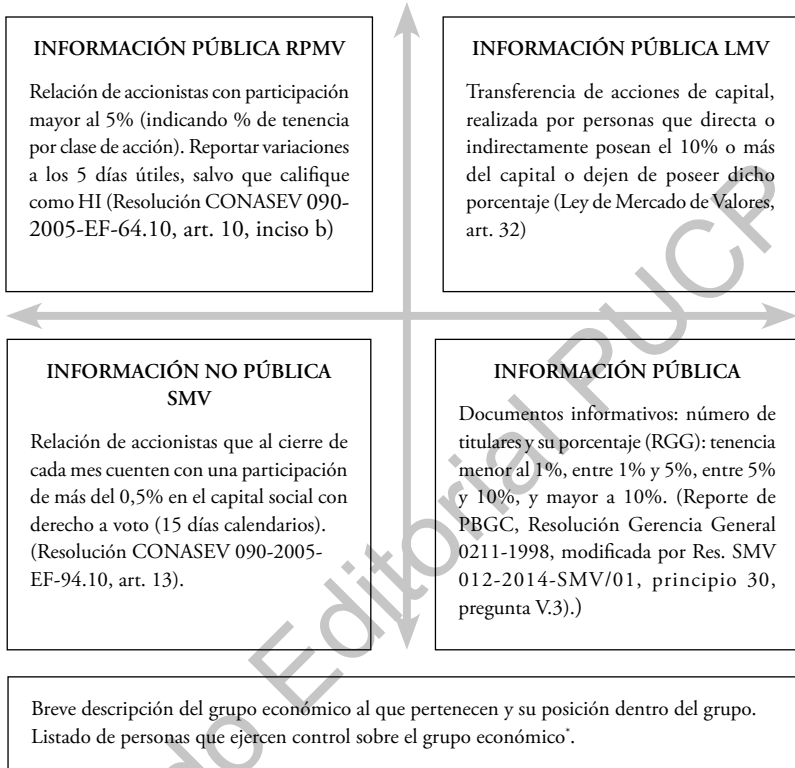 INFORMACIÓN PÚBLICA RPMV
Relación de accionistas con participación
mayor al 5% (indicando % de tenencia
por clase de acción). Reportar variaciones
a los 5 días útiles, salvo que califique
como HI (Resolución CONASEV 090-
2005-EF-64.10, art. 10, inciso b)
INFORMACIÓN PÚBLICA LMV
Transferencia de acciones de capital,
realizada por personas que directa o
indirectamente posean el 10% o más
del capital o dejen de poseer dicho
porcentaje (Ley de Mercado de Valores,
art. 32)
INFORMACIÓN NO PÚBLICA
SMV
Relación de accionistas que al cierre de
cada mes cuenten con una participación
de más del 0,5% en el capital social con
derecho a voto (15 días calendarios).
(Resolución CONASEV 090-2005-
EF-94.10, art. 13).
INFORMACIÓN PÚBLICA
Documentos informativos: número de
titulares y su porcentaje (RGG): tenencia
menor al 1%, entre 1% y 5%, entre 5%
y 10%, y mayor a 10%. (Reporte de
PBGC, Resolución Gerencia General
0211-1998, modificada por Res. SMV
012-2014-SMV/01, principio 30,
pregunta V.3).)
Breve descripción del grupo económico al que pertenecen y su posición dentro del grupo.
Listado de personas que ejercen control sobre el grupo económico*.
do Editorial PUCP